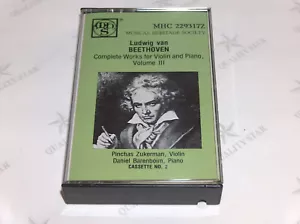 MHC 229317Z
MUSICAL HERITAGE SOCIETY
Ludwig van
BEETHOVEN
Complete Works for Violin and Piano,
Volume III
Pinchas Zukerman, Violin
Daniel Barenboim, Piano
CASSETTE NO. 2